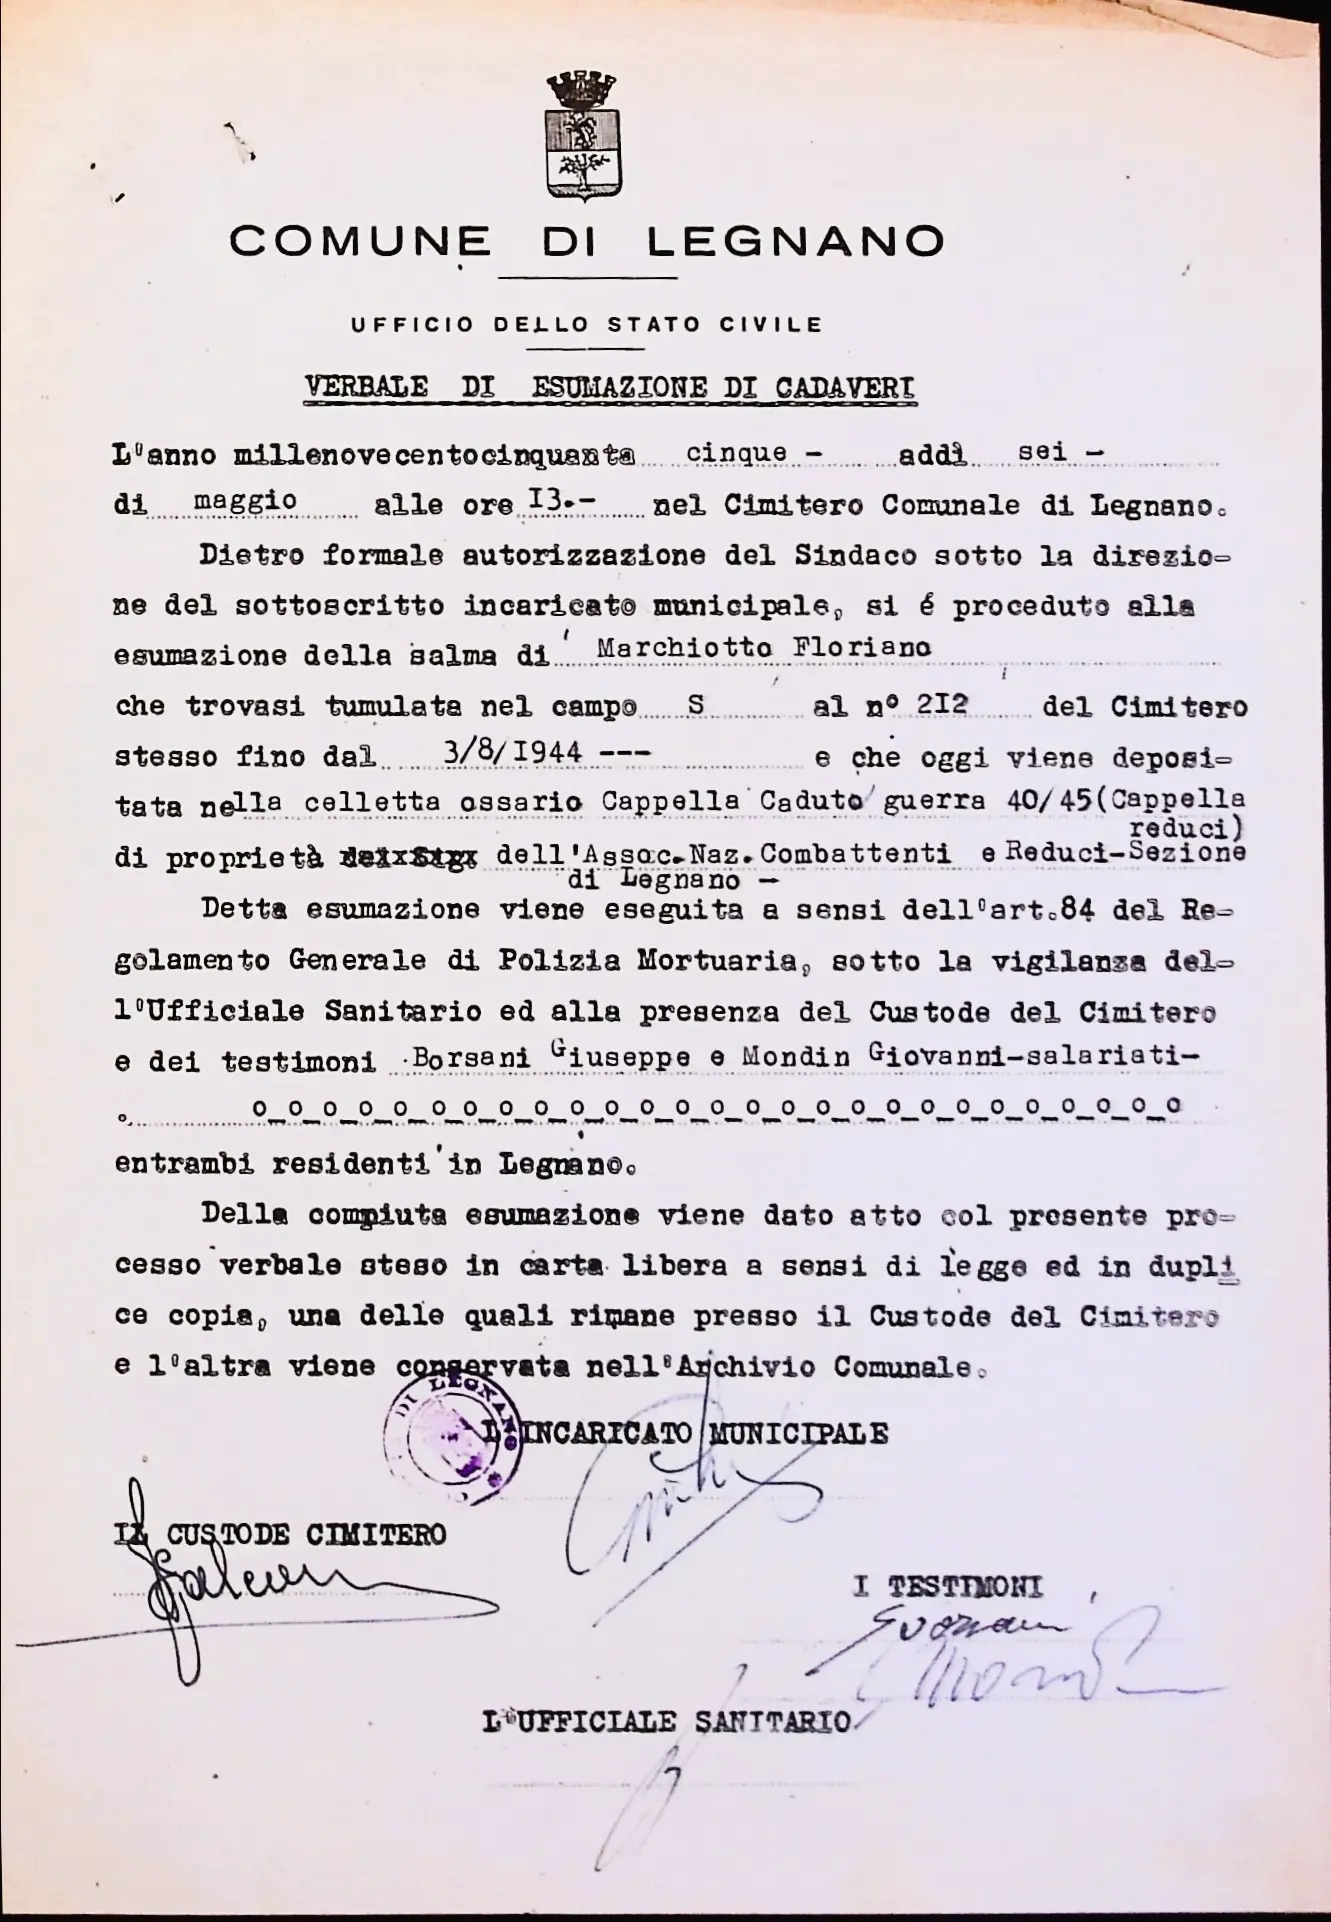 COMUNE DI LEGNANO
UFFICIO DELLO STATO CIVILE
VERBALE DI ESUMAZIONE DI CADAVERI
L'anno millenovecentocinquanta cinque - addì sei -
di maggio alle ore I3.- nel Cimitero Comunale di Legnano.
Dietro formale autorizzazione del Sindaco sotto la direzio=
ne del sottoscritto incaricato municipale, si é proceduto alla
esumazione della salma di Marchiotto Floriano
che trovasi tumulata nel campo S al n° 2I2 del Cimitero
stesso fino dal 3/8/I944 --- e che oggi viene deposi=
tata nella celletta ossario Cappella Caduto guerra 40/45(Cappella
reduci)
di proprietà dell'Assoc.Naz.Combattenti e Reduci-Sezione
di Legnano -
Detta esumazione viene eseguita a sensi dell'art.84 del Re=
golamento Generale di Polizia Mortuaria, sotto la vigilanza del=
l'Ufficiale Sanitario ed alla presenza del Custode del Cimitero
e dei testimoni Borsani Giuseppe e Mondin Giovanni-salariati-
o_o_o_o_o_o_o_o_o_o_o_o_o_o_o_o_o_o_o_o_o_o_o_o_o_o_o
entrambi residenti in Legnano.
Della compiuta esumazione viene dato atto col presente pro=
cesso verbale steso in carta libera a sensi di legge ed in dupli
ce copia, una delle quali rimane presso il Custode del Cimitero
e l'altra viene conservata nell'Archivio Comunale.
DI LEGNANO
L'INCARICATO MUNICIPALE
IL CUSTODE CIMITERO
I TESTIMONI
L'UFFICIALE SANITARIO